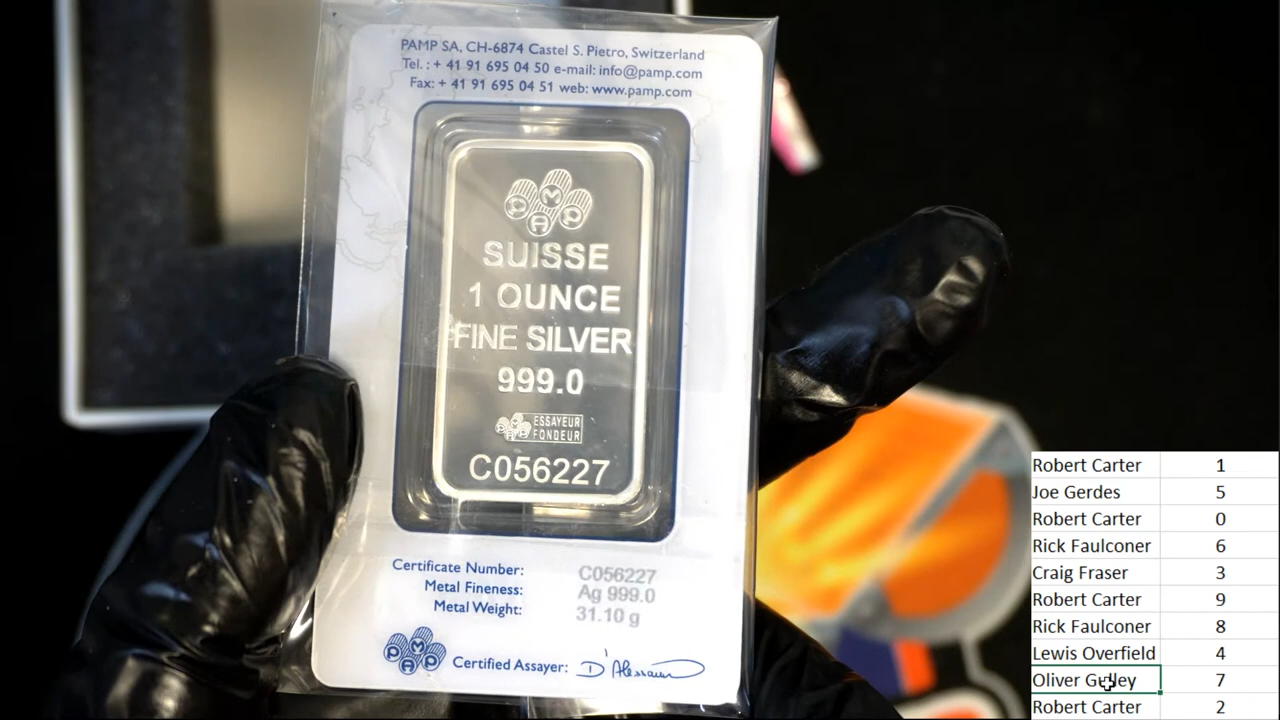 PAMP SA, CH-6874 Castel S. Pietro, Switzerland
Tel. : + 41 91 695 04 50 e-mail: info@pamp.com
Fax: + 41 91 695 04 51 web: www.pamp.com
PAMP
SUISSE
1 OUNCE
FINE SILVER
999.0
PAMP ESSAYEUR
FONDEUR
C056227
Certificate Number: C056227
Metal Fineness: Ag 999.0
Metal Weight: 31.10 g
PAMP Certified Assayer:
Robert Carter 1
Joe Gerdes 5
Robert Carter 0
Rick Faulconer 6
Craig Fraser 3
Robert Carter 9
Rick Faulconer 8
Lewis Overfield 4
Oliver 7
Robert Carter 2